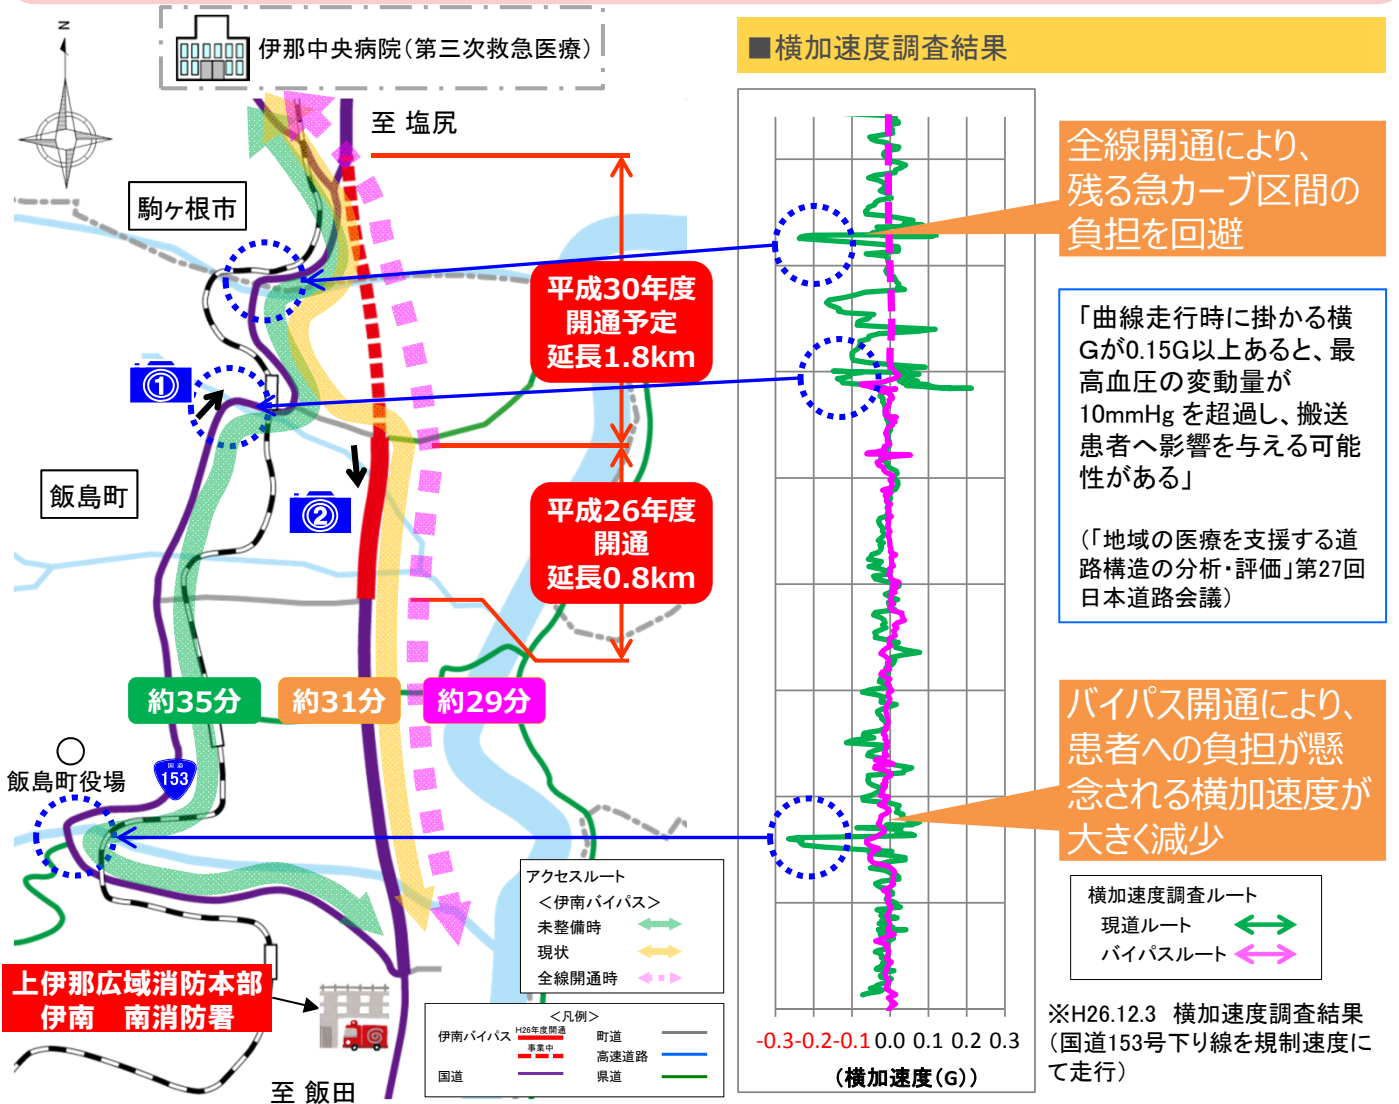 伊那中央病院(第三次救急医療)
N
至 塩尻
駒ヶ根市
平成30年度
開通予定
延長1.8km
①
飯島町
②
平成26年度
開通
延長0.8km
約35分
約31分
約29分
飯島町役場
国道
153
上伊那広域消防本部
伊南 南消防署
至 飯田
アクセスルート
<伊南バイパス>
未整備時
現状
全線開通時
<凡例>
伊南バイパス
H26年度開通
事業中
国道
町道
高速道路
県道
■横加速度調査結果
-0.3 -0.2 -0.1 0.0 0.1 0.2 0.3
(横加速度(G))
全線開通により、
残る急カーブ区間の
負担を回避
「曲線走行時に掛かる横
Gが0.15G以上あると、最
高血圧の変動量が
10mmHg を超過し、搬送
患者へ影響を与える可能
性がある」
(「地域の医療を支援する道
路構造の分析・評価」第27回
日本道路会議)
バイパス開通により、
患者への負担が懸
念される横加速度が
大きく減少
横加速度調査ルート
現道ルート
バイパスルート
※H26.12.3 横加速度調査結果
(国道153号下り線を規制速度に
て走行)